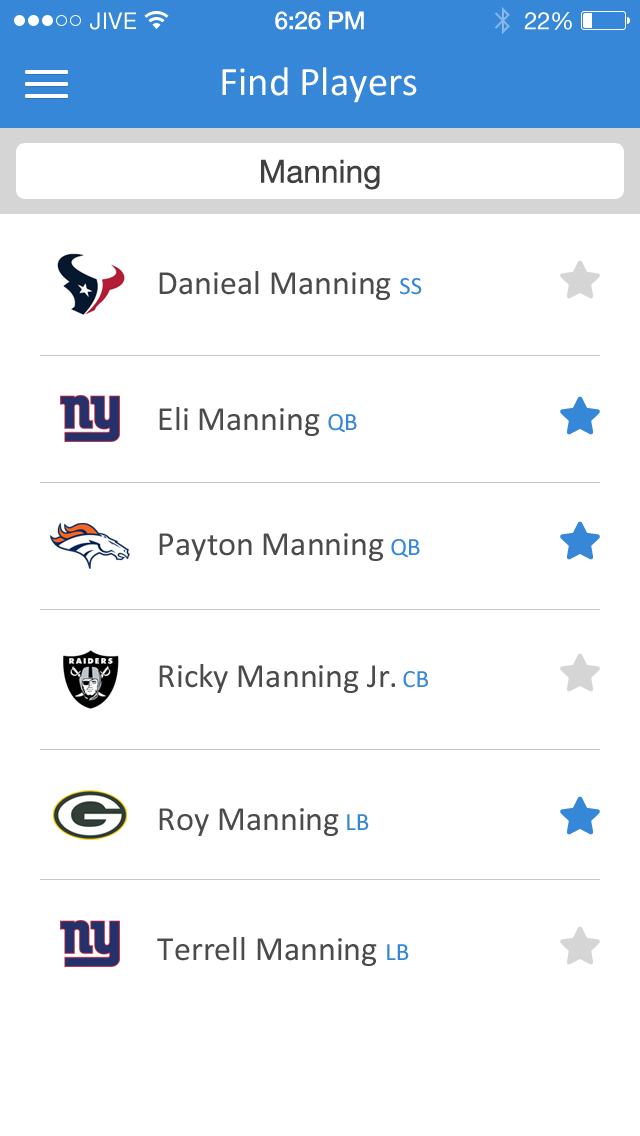 JIVE 6:26 PM 22%
Find Players
Manning
Danieal Manning SS
ny
Eli Manning QB
Payton Manning QB
RAIDERS
Ricky Manning Jr. CB
G
Roy Manning LB
ny
Terrell Manning LB